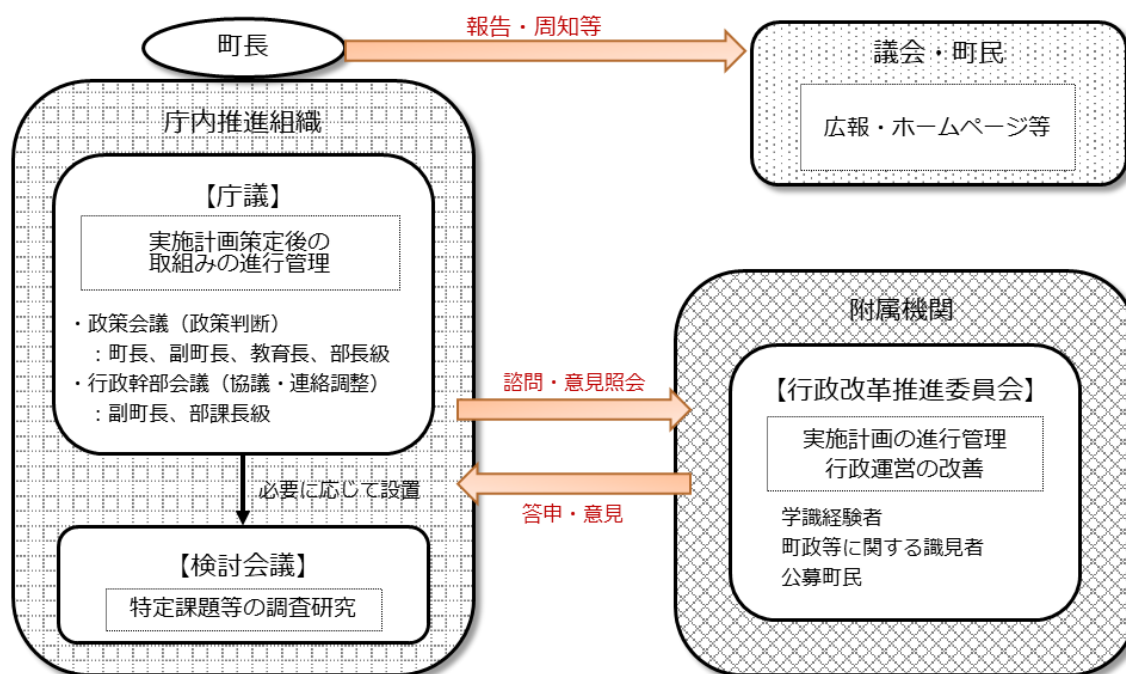 町長
報告・周知等
議会・町民
広報・ホームページ等
庁内推進組織
【庁議】
実施計画策定後の
取組みの進行管理
・政策会議（政策判断）
：町長、副町長、教育長、部長級
・行政幹部会議（協議・連絡調整）
：副町長、部課長級
必要に応じて設置
【検討会議】
特定課題等の調査研究
諮問・意見照会
答申・意見
附属機関
【行政改革推進委員会】
実施計画の進行管理
行政運営の改善
学識経験者
町政等に関する識見者
公募町民